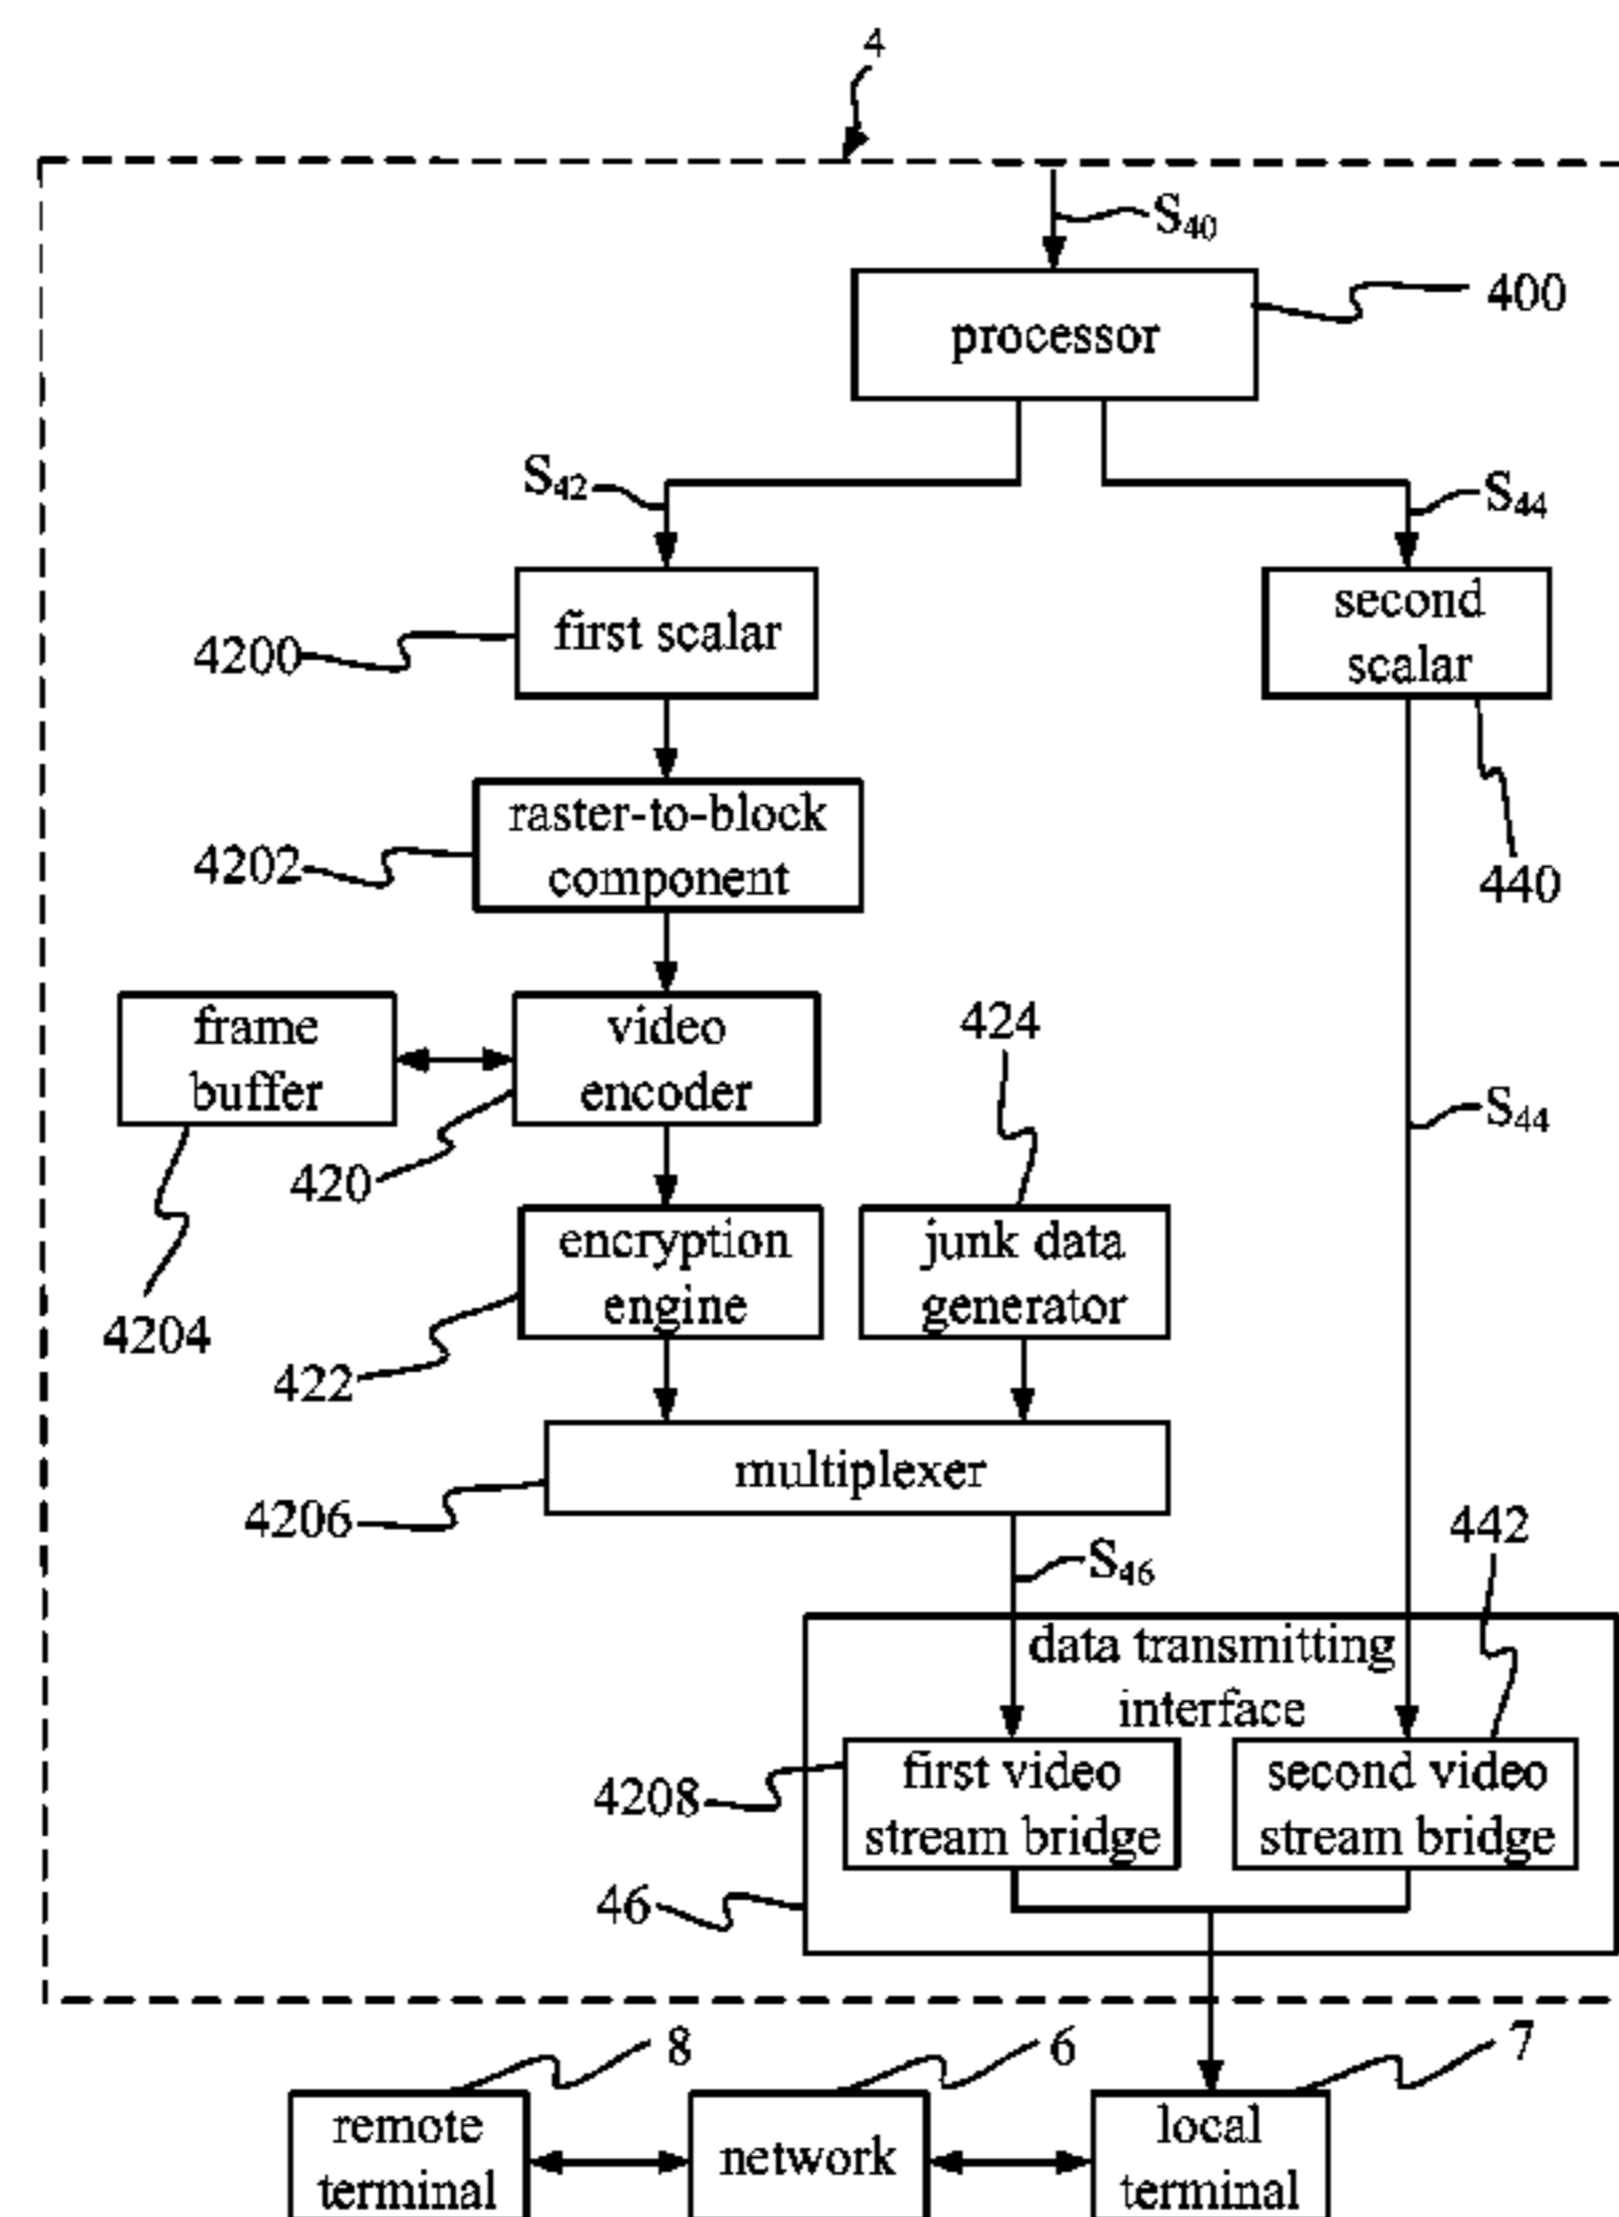 4
S40
processor
400
S42
S44
first scalar
4200
second
scalar
440
raster-to-block
component
4202
frame
buffer
4204
video
encoder
420
424
S44
encryption
engine
422
junk data
generator
multiplexer
4206
S46
442
data transmitting
interface
first video
stream bridge
4208
second video
stream bridge
46
8
6
7
remote
terminal
network
local
terminal